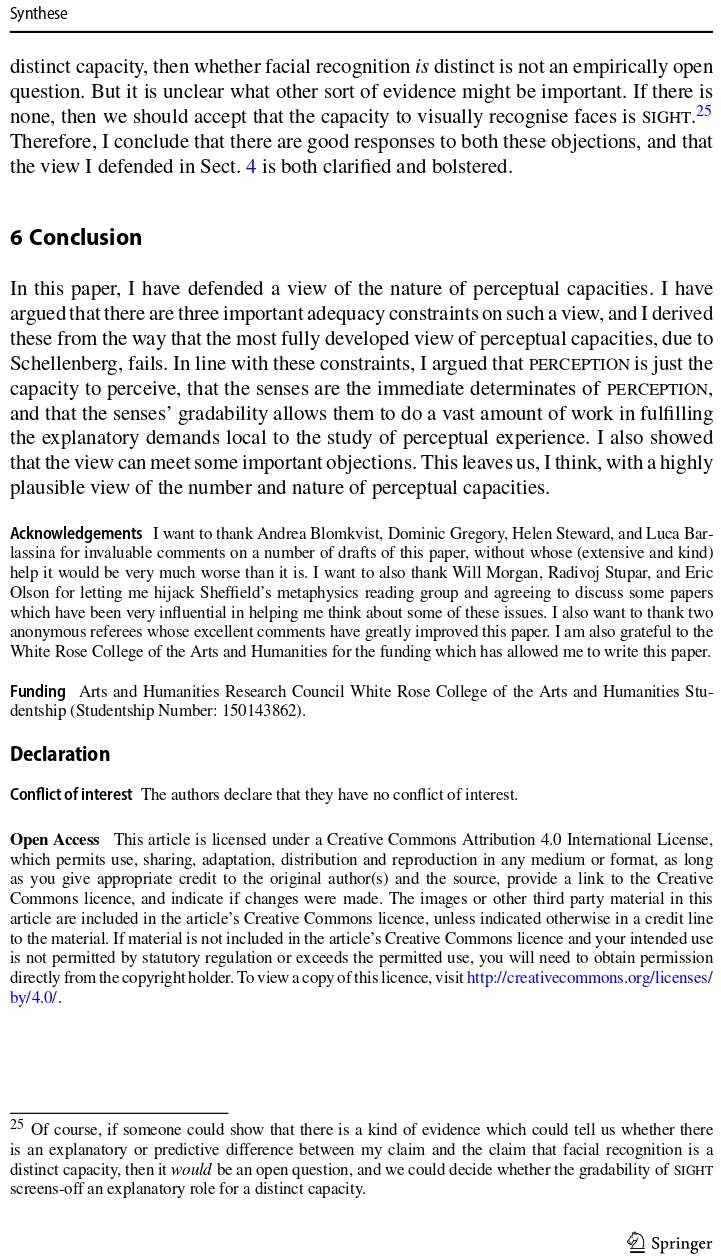 Synthese
distinct capacity, then whether facial recognition is distinct is not an empirically open
question. But it is unclear what other sort of evidence might be important. If there is
none, then we should accept that the capacity to visually recognise faces is SIGHT.25
Therefore, I conclude that there are good responses to both these objections, and that
the view I defended in Sect. 4 is both clarified and bolstered.
6 Conclusion
In this paper, I have defended a view of the nature of perceptual capacities. I have
argued that there are three important adequacy constraints on such a view, and I derived
these from the way that the most fully developed view of perceptual capacities, due to
Schellenberg, fails. In line with these constraints, I argued that PERCEPTION is just the
capacity to perceive, that the senses are the immediate determinates of PERCEPTION,
and that the senses' gradability allows them to do a vast amount of work in fulfilling
the explanatory demands local to the study of perceptual experience. I also showed
that the view can meet some important objections. This leaves us, I think, with a highly
plausible view of the number and nature of perceptual capacities.
Acknowledgements I want to thank Andrea Blomkvist, Dominic Gregory, Helen Steward, and Luca Bar-
lassina for invaluable comments on a number of drafts of this paper, without whose (extensive and kind)
help it would be very much worse than it is. I want to also thank Will Morgan, Radivoj Stupar, and Eric
Olson for letting me hijack Sheffield's metaphysics reading group and agreeing to discuss some papers
which have been very influential in helping me think about some of these issues. I also want to thank two
anonymous referees whose excellent comments have greatly improved this paper. I am also grateful to the
White Rose College of the Arts and Humanities for the funding which has allowed me to write this paper.
Funding Arts and Humanities Research Council White Rose College of the Arts and Humanities Stu-
dentship (Studentship Number: 150143862).
Declaration
Conflict of interest The authors declare that they have no conflict of interest.
Open Access This article is licensed under a Creative Commons Attribution 4.0 International License,
which permits use, sharing, adaptation, distribution and reproduction in any medium or format, as long
as you give appropriate credit to the original author(s) and the source, provide a link to the Creative
Commons licence, and indicate if changes were made. The images or other third party material in this
article are included in the article's Creative Commons licence, unless indicated otherwise in a credit line
to the material. If material is not included in the article's Creative Commons licence and your intended use
is not permitted by statutory regulation or exceeds the permitted use, you will need to obtain permission
directly from the copyright holder. To view a copy of this licence, visit http://creativecommons.org/licenses/
by/4.0/.
25 Of course, if someone could show that there is a kind of evidence which could tell us whether there
is an explanatory or predictive difference between my claim and the claim that facial recognition is a
distinct capacity, then it would be an open question, and we could decide whether the gradability of SIGHT
screens-off an explanatory role for a distinct capacity.
Springer